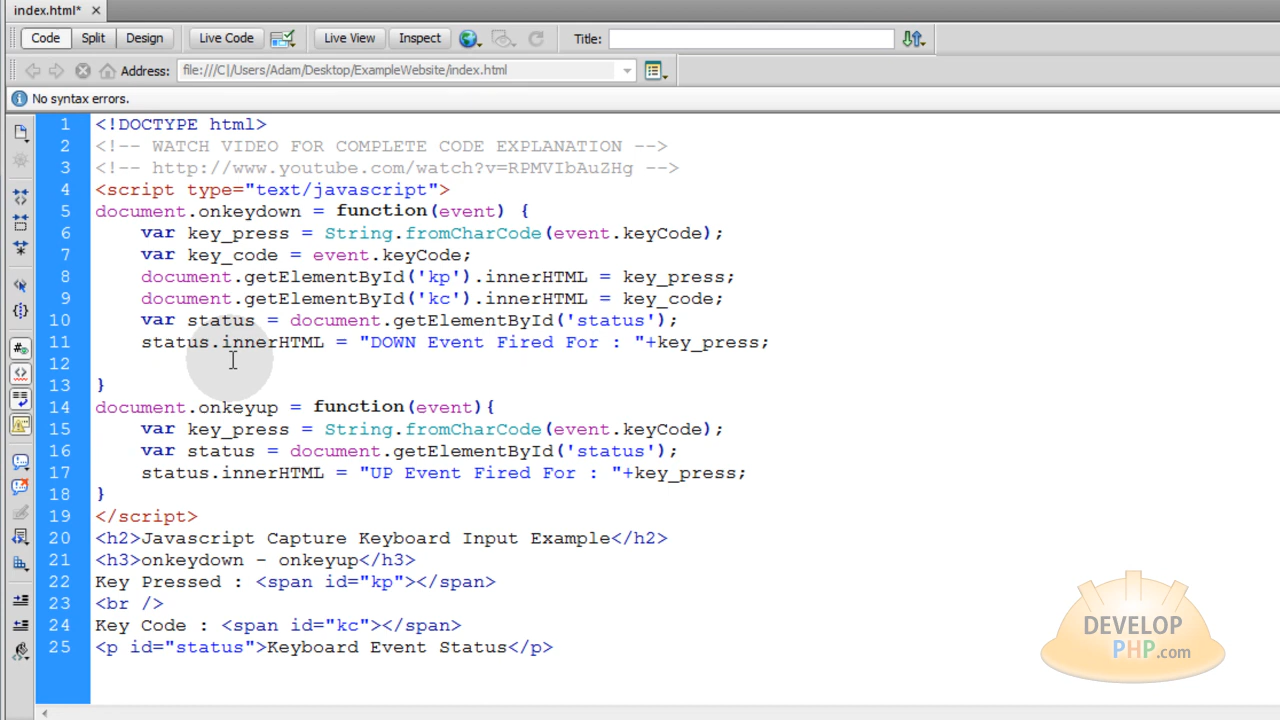 index.html* ×
Code Split Design Live Code Live View Inspect Title:
Address: file:///C|/Users/Adam/Desktop/ExampleWebsite/index.html
No syntax errors.
1 <!DOCTYPE html>
2 <!-- WATCH VIDEO FOR COMPLETE CODE EXPLANATION -->
3 <!-- http://www.youtube.com/watch?v=RPMVIbAuZHg -->
4 <script type="text/javascript">
5 document.onkeydown = function(event) {
6     var key_press = String.fromCharCode(event.keyCode);
7     var key_code = event.keyCode;
8     document.getElementById('kp').innerHTML = key_press;
9     document.getElementById('kc').innerHTML = key_code;
10     var status = document.getElementById('status');
11     status.innerHTML = "DOWN Event Fired For : "+key_press;
12
13 }
14 document.onkeyup = function(event){
15     var key_press = String.fromCharCode(event.keyCode);
16     var status = document.getElementById('status');
17     status.innerHTML = "UP Event Fired For : "+key_press;
18 }
19 </script>
20 <h2>Javascript Capture Keyboard Input Example</h2>
21 <h3>onkeydown - onkeyup</h3>
22 Key Pressed : <span id="kp"></span>
23 <br />
24 Key Code : <span id="kc"></span>
25 <p id="status">Keyboard Event Status</p>
DEVELOP
PHP.com